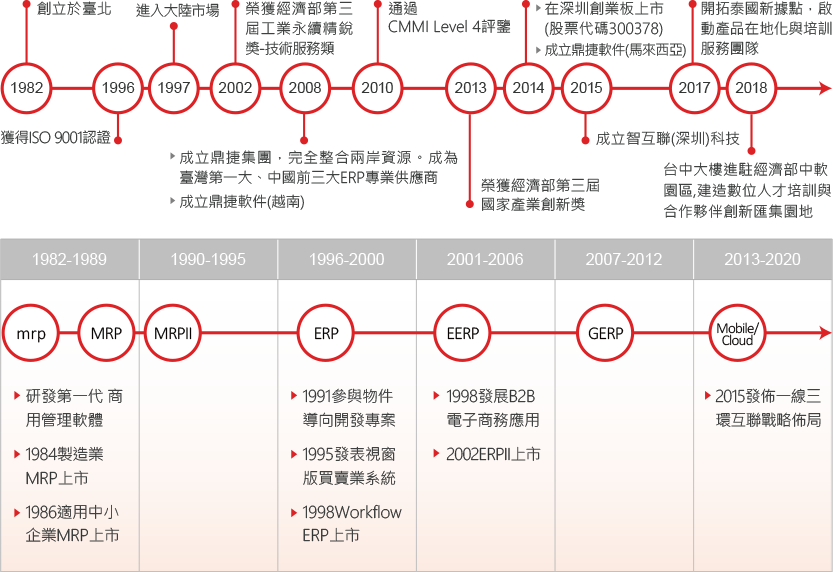 創立於臺北
進入大陸市場
榮獲經濟部第三
屆工業永續精銳
獎-技術服務類
通過
CMMI Level 4評鑒
在深圳創業板上市
(股票代碼300378)
成立鼎捷軟件(馬來西亞)
開拓泰國新據點，啟
動產品在地化與培訓
服務團隊
1982
1996
1997
2002
2008
2010
2013
2014
2015
2017
2018
獲得ISO 9001認證
成立鼎捷集團，完全整合兩岸資源。成為
臺灣第一大、中國前三大ERP專業供應商
成立鼎捷軟件(越南)
榮獲經濟部第三屆
國家產業創新獎
成立智互聯(深圳)科技
台中大樓進駐經濟部中軟
園區,建造數位人才培訓與
合作夥伴創新匯集園地
1982-1989
1990-1995
1996-2000
2001-2006
2007-2012
2013-2020
mrp
MRP
MRPII
ERP
EERP
GERP
Mobile/
Cloud
研發第一代 商
用管理軟體
1984製造業
MRP上市
1986適用中小
企業MRP上市
1991參與物件
導向開發專案
1995發表視窗
版買賣業系統
1998Workflow
ERP上市
1998發展B2B
電子商務應用
2002ERPII上市
2015發佈一線三
環互聯戰略佈局